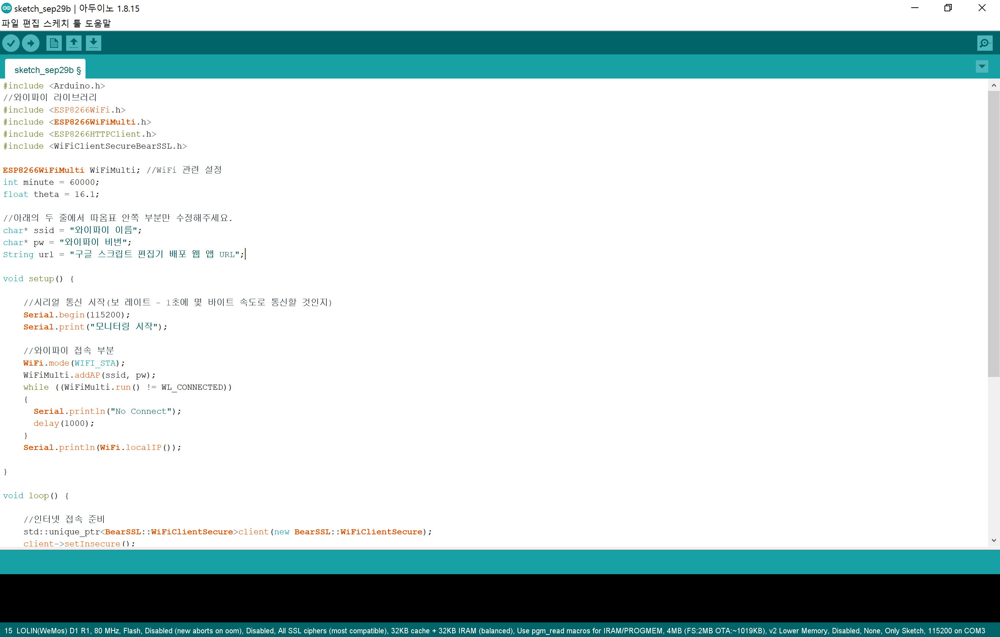 sketch_sep29b | 아두이노 1.8.15
파일 편집 스케치 툴 도움말
sketch_sep29b §
#include <Arduino.h>
//와이파이 라이브러리
#include <ESP8266WiFi.h>
#include <ESP8266WiFiMulti.h>
#include <ESP8266HTTPClient.h>
#include <WiFiClientSecureBearSSL.h>
ESP8266WiFiMulti WiFiMulti; //WiFi 관련 설정
int minute = 60000;
float theta = 16.1;
//아래의 두 줄에서 따옴표 안쪽 부분만 수정해주세요.
char* ssid = "와이파이 이름";
char* pw = "와이파이 비번";
String url = "구글 스크립트 편집기 배포 웹 앱 URL";
void setup() {
//시리얼 통신 시작(보 레이트 - 1초에 몇 바이트 속도로 통신할 것인지)
Serial.begin(115200);
Serial.print("모니터링 시작");
//와이파이 접속 부분
WiFi.mode(WIFI_STA);
WiFiMulti.addAP(ssid, pw);
while ((WiFiMulti.run() != WL_CONNECTED))
{
Serial.println("No Connect");
delay(1000);
}
Serial.println(WiFi.localIP());
}
void loop() {
//인터넷 접속 준비
std::unique_ptr<BearSSL::WiFiClientSecure>client(new BearSSL::WiFiClientSecure);
client->setInsecure();
15 LOLIN(WeMos) D1 R1, 80 MHz, Flash, Disabled (new aborts on oom), Disabled, All SSL ciphers (most compatible), 32KB cache + 32KB IRAM (balanced), Use pgm_read macros for IRAM/PROGMEM, 4MB (FS:2MB OTA:~1019KB), v2 Lower Memory, Disabled, None, Only Sketch, 115200 on COM3